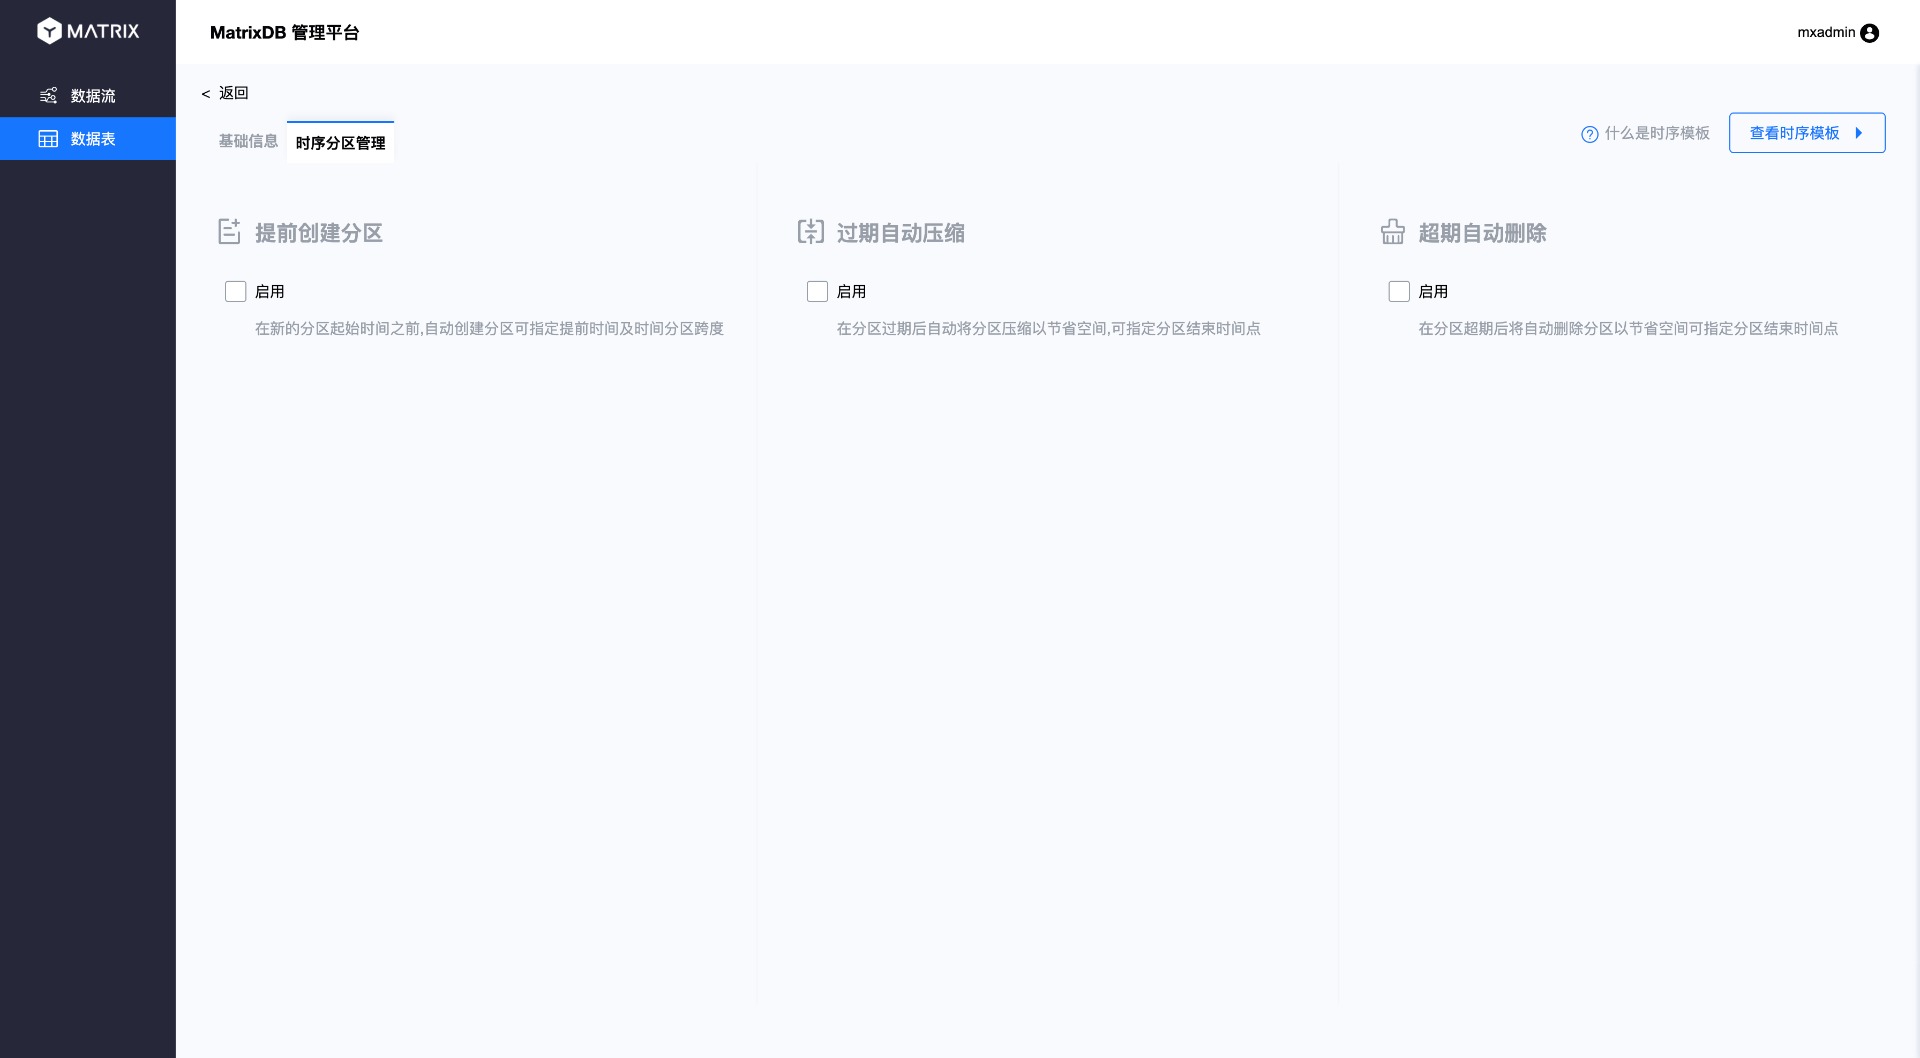 MATRIX
MatrixDB 管理平台
mxadmin
数据流
数据表
< 返回
基础信息
时序分区管理
什么是时序模板
查看时序模板
提前创建分区
启用
在新的分区起始时间之前,自动创建分区可指定提前时间及时间分区跨度
过期自动压缩
启用
在分区过期后自动将分区压缩以节省空间,可指定分区结束时间点
超期自动删除
启用
在分区超期后将自动删除分区以节省空间可指定分区结束时间点